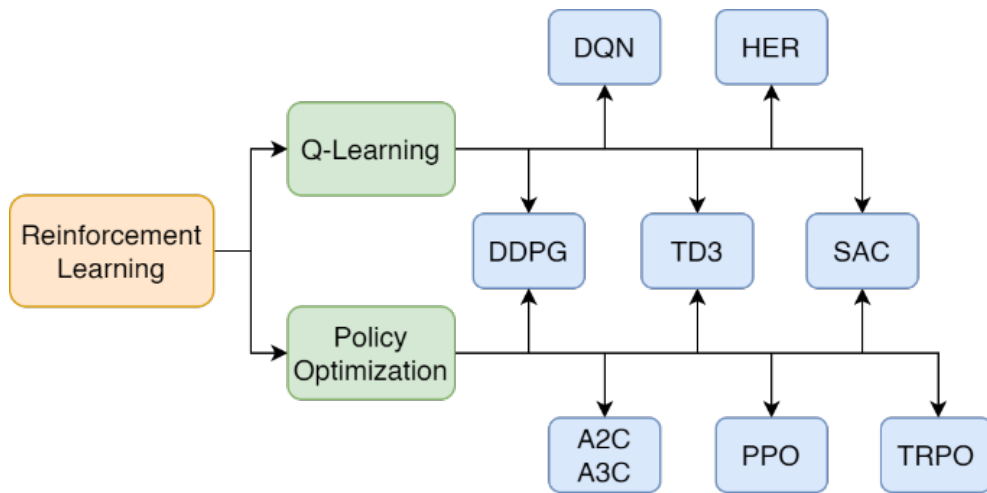 DQN
HER
Q-Learning
Reinforcement
Learning
DDPG
TD3
SAC
Policy
Optimization
A2C
A3C
PPO
TRPO